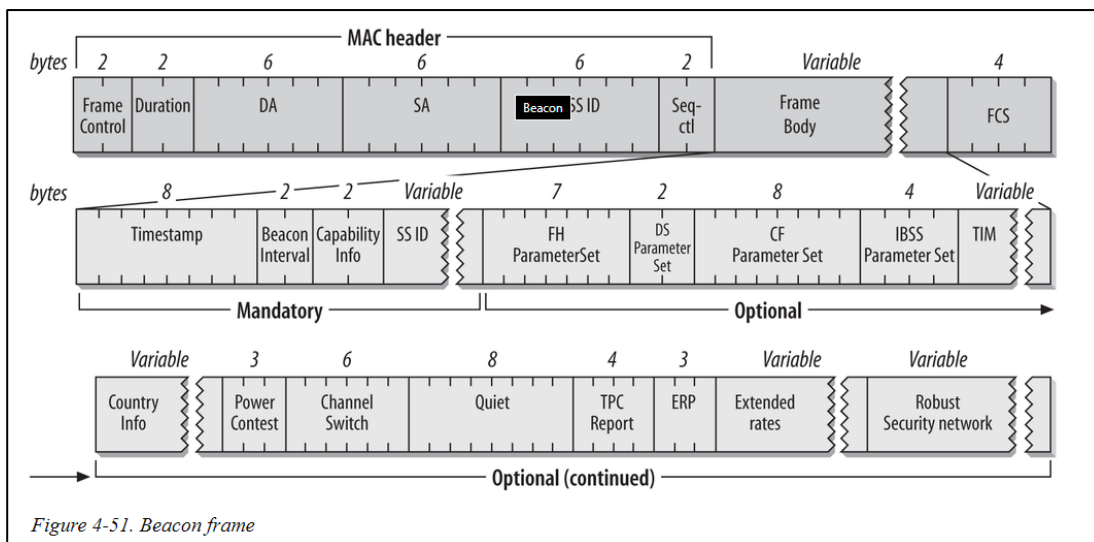 MAC header
bytes 2 2 6 6 6 2 Variable 4
Frame Control Duration DA SA Beacon SS ID Seq-ctl Frame Body FCS
bytes 8 2 2 Variable 7 2 8 4 Variable
Timestamp Beacon Interval Capability Info SS ID FH ParameterSet DS Parameter Set CF Parameter Set IBSS Parameter Set TIM
Mandatory Optional
Variable 3 6 8 4 3 Variable Variable
Country Info Power Contest Channel Switch Quiet TPC Report ERP Extended rates Robust Security network
Optional (continued)
Figure 4-51. Beacon frame